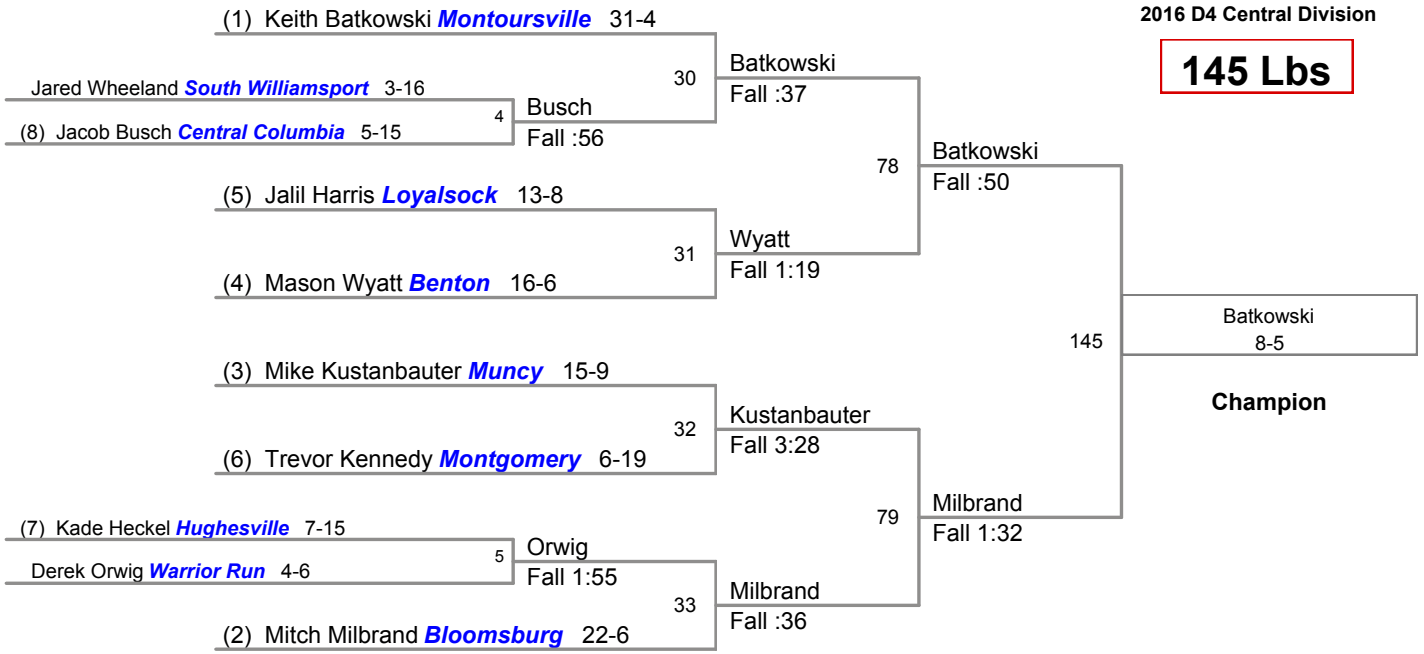 2016 D4 Central Division
145 Lbs
(1) Keith Batkowski Montoursville 31-4
Jared Wheeland South Williamsport 3-16
4
(8) Jacob Busch Central Columbia 5-15
Busch
Fall :56
30
Batkowski
Fall :37
(5) Jalil Harris Loyalsock 13-8
31
(4) Mason Wyatt Benton 16-6
Wyatt
Fall 1:19
78
Batkowski
Fall :50
(3) Mike Kustanbauter Muncy 15-9
32
(6) Trevor Kennedy Montgomery 6-19
Kustanbauter
Fall 3:28
(7) Kade Heckel Hughesville 7-15
5
Derek Orwig Warrior Run 4-6
Orwig
Fall 1:55
33
(2) Mitch Milbrand Bloomsburg 22-6
Milbrand
Fall :36
79
Milbrand
Fall 1:32
145
Batkowski
8-5
Champion